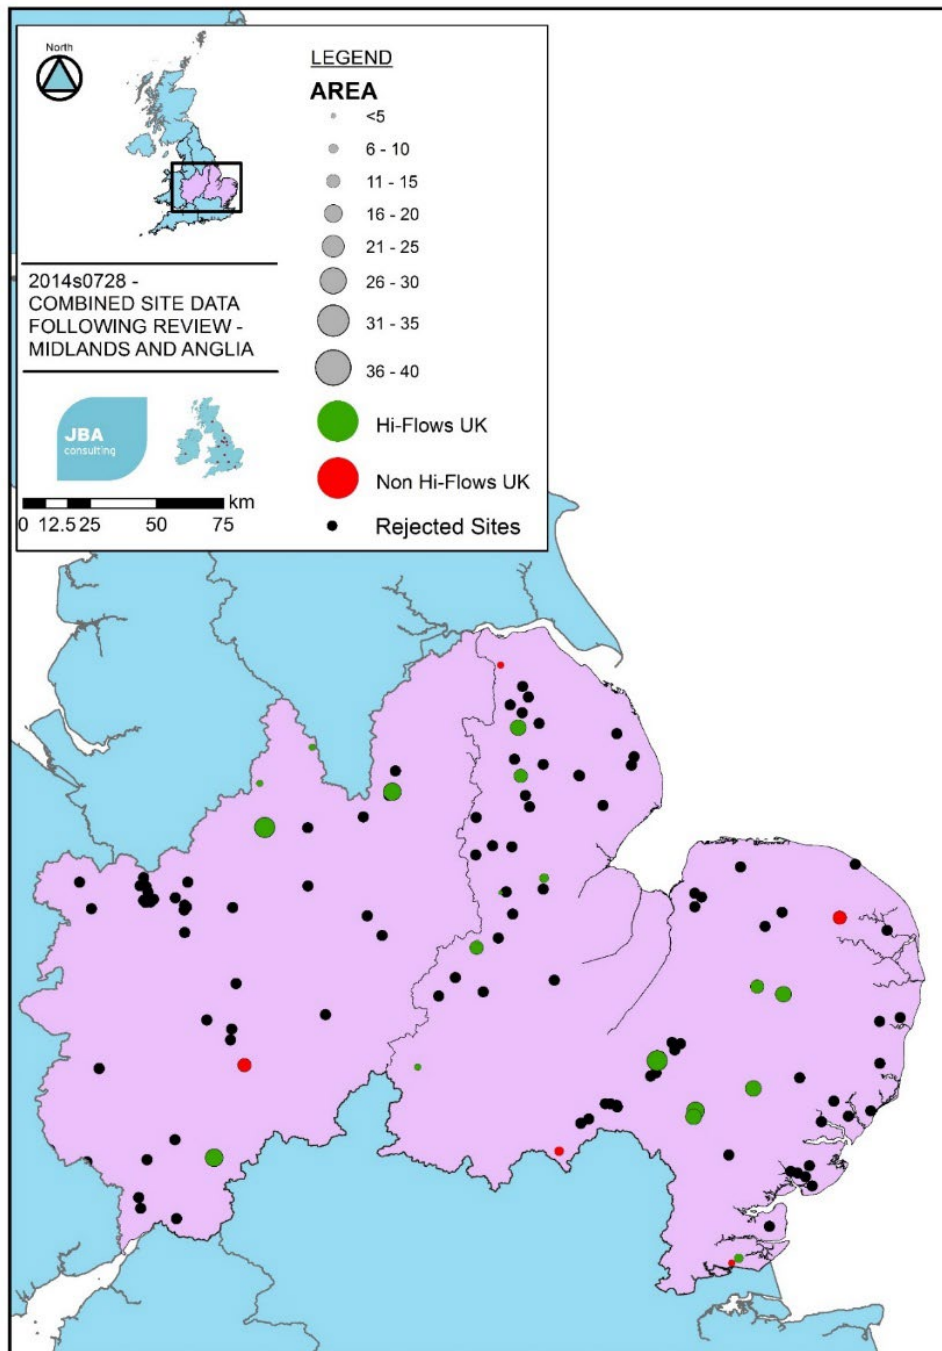 North
LEGEND
AREA
<5
6 - 10
11 - 15
16 - 20
21 - 25
26 - 30
31 - 35
36 - 40
Hi-Flows UK
Non Hi-Flows UK
Rejected Sites
2014s0728 -
COMBINED SITE DATA
FOLLOWING REVIEW -
MIDLANDS AND ANGLIA
JBA
consulting
km
0 12.5 25 50 75